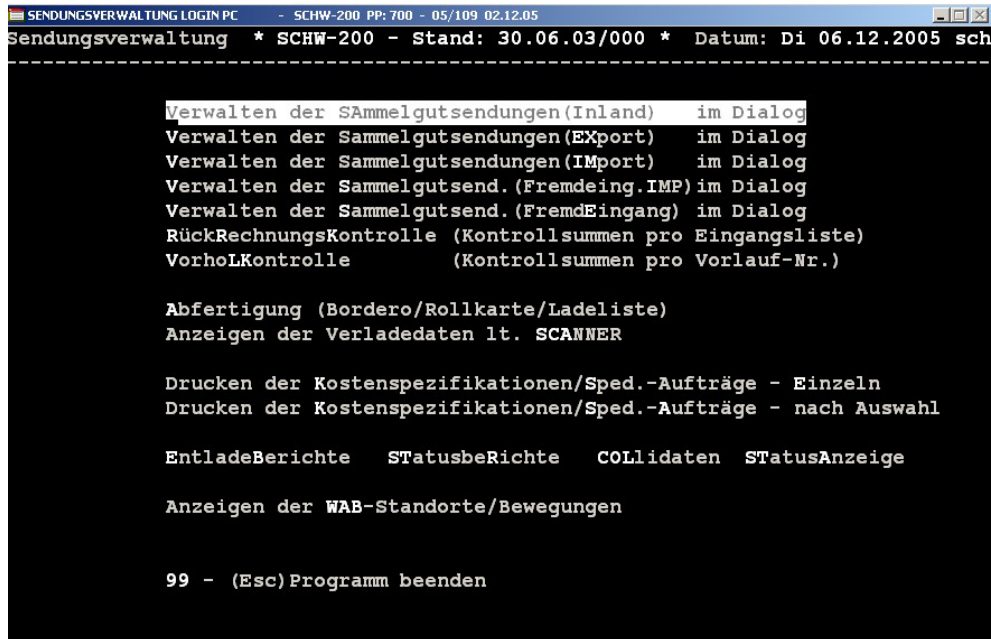 SENDUNGSVERWALTUNG LOGIN PC - SCHW-200 PP: 700 - 05/109 02.12.05
Sendungsverwaltung * SCHW-200 - Stand: 30.06.03/000 * Datum: Di 06.12.2005 sch
Verwalten der SAmmelgutsendungen(Inland) im Dialog
Verwalten der Sammelgutsendungen(EXport) im Dialog
Verwalten der Sammelgutsendungen(IMport) im Dialog
Verwalten der Sammelgutsend.(Fremdeing.IMP)im Dialog
Verwalten der Sammelgutsend.(FremdEingang) im Dialog
RückRechnungsKontrolle (Kontrollsummen pro Eingangsliste)
VorhoLKontrolle (Kontrollsummen pro Vorlauf-Nr.)
Abfertigung (Bordero/Rollkarte/Ladeliste)
Anzeigen der Verladedaten lt. SCANNER
Drucken der Kostenspezifikationen/Sped.-Aufträge - Einzeln
Drucken der Kostenspezifikationen/Sped.-Aufträge - nach Auswahl
EntladeBerichte STatusbeRichte COLlidaten STatusAnzeige
Anzeigen der WAB-Standorte/Bewegungen
99 - (Esc)Programm beenden